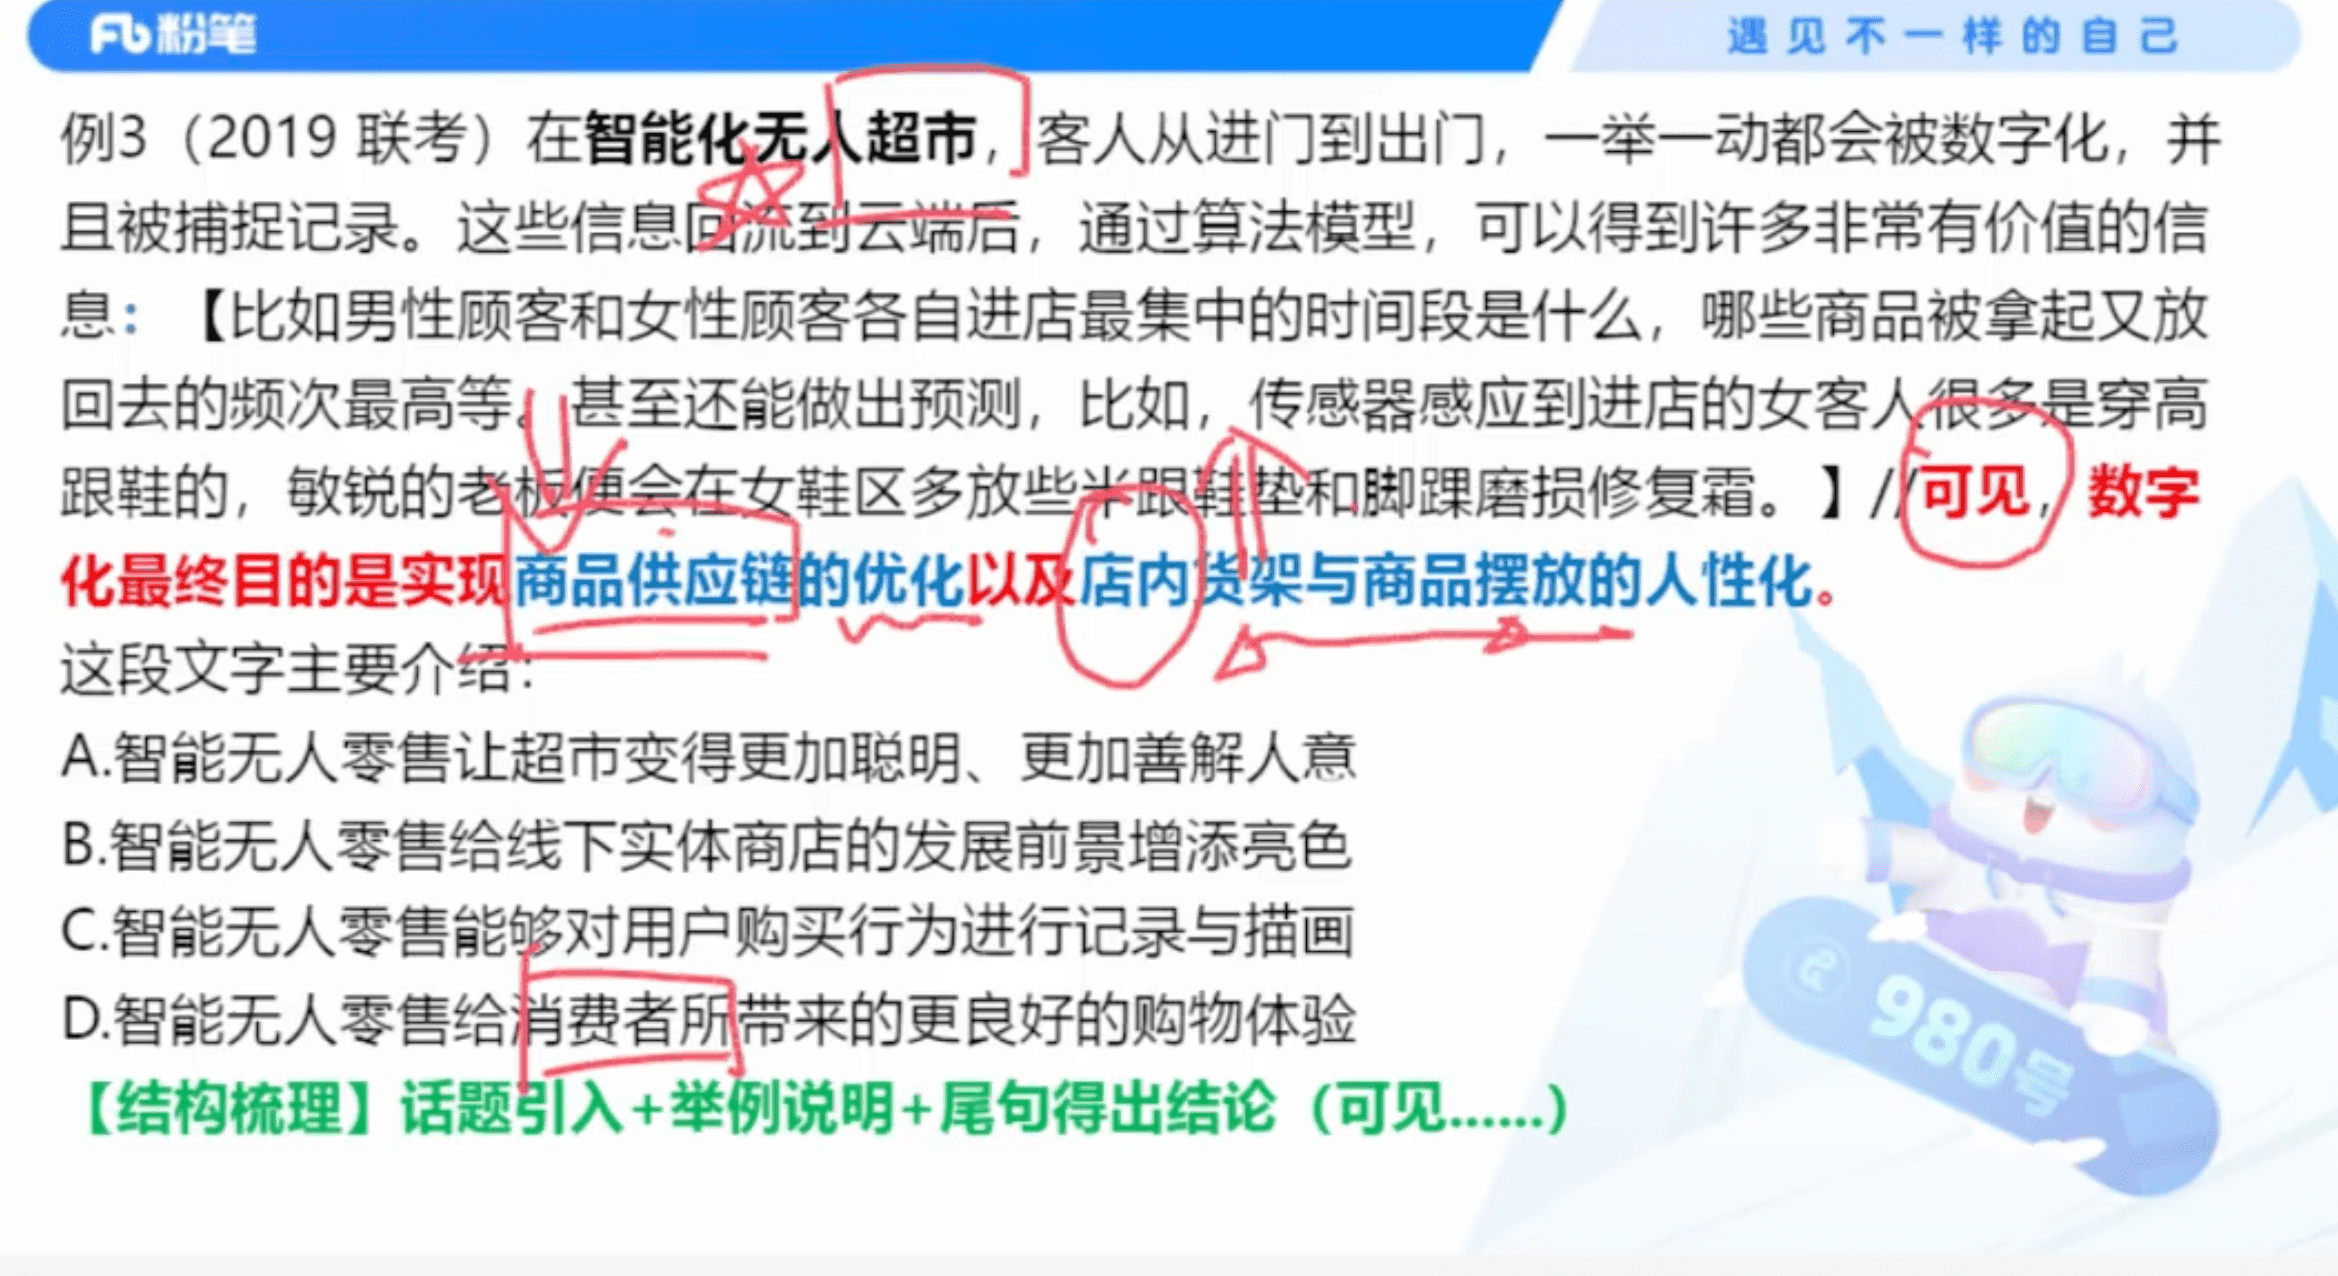 粉笔
遇见不一样的自己
例3（2019 联考）在智能化无人超市，客人从进门到出门，一举一动都会被数字化，并
且被捕捉记录。这些信息回流到云端后，通过算法模型，可以得到许多非常有价值的信
息：【比如男性顾客和女性顾客各自进店最集中的时间段是什么，哪些商品被拿起又放
回去的频次最高等。甚至还能做出预测，比如，传感器感应到进店的女客人很多是穿高
跟鞋的，敏锐的老板便会在女鞋区多放些半跟鞋垫和脚踝磨损修复霜。】//可见，数字
化最终目的是实现商品供应链的优化以及店内货架与商品摆放的人性化。
这段文字主要介绍：
A.智能无人零售让超市变得更加聪明、更加善解人意
B.智能无人零售给线下实体商店的发展前景增添亮色
C.智能无人零售能够对用户购买行为进行记录与描画
D.智能无人零售给消费者所带来的更良好的购物体验
【结构梳理】话题引入+举例说明+尾句得出结论（可见......）
980号